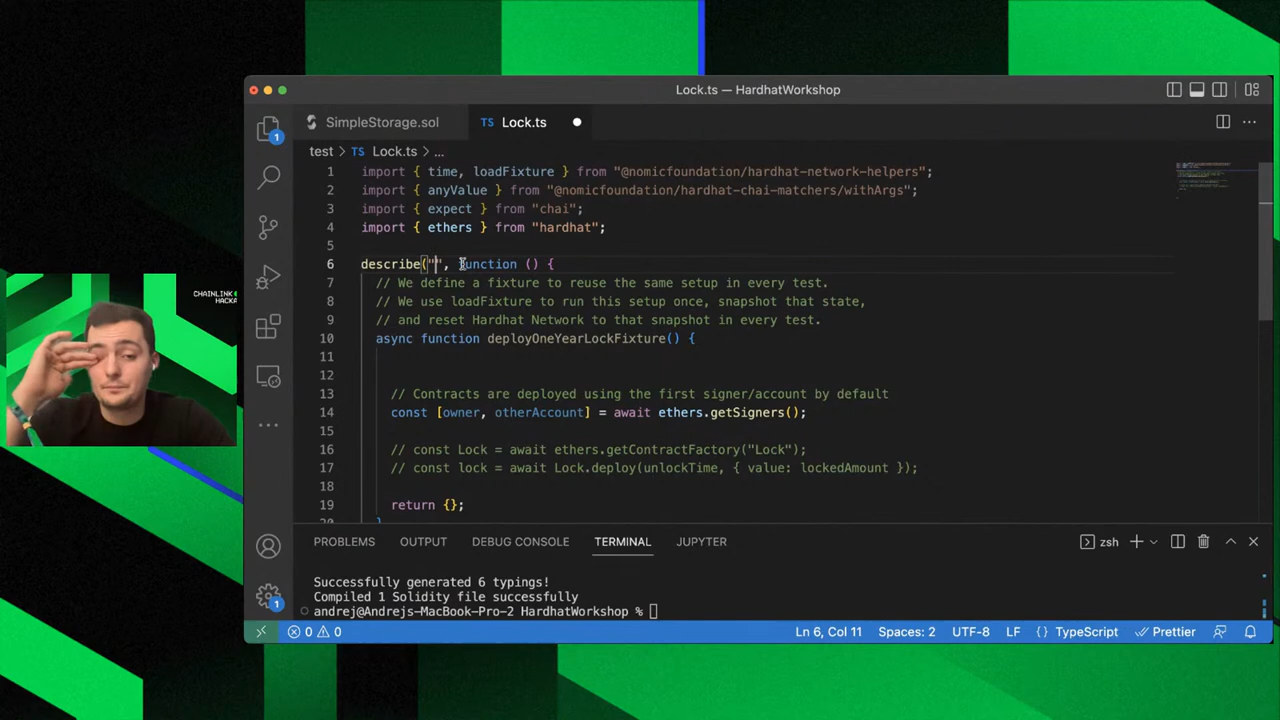 Lock.ts — HardhatWorkshop
SimpleStorage.sol
TS Lock.ts
test > TS Lock.ts > ...
1 import { time, loadFixture } from "@nomicfoundation/hardhat-network-helpers";
2 import { anyValue } from "@nomicfoundation/hardhat-chai-matchers/withArgs";
3 import { expect } from "chai";
4 import { ethers } from "hardhat";
5
6 describe("", function () {
7 // We define a fixture to reuse the same setup in every test.
8 // We use loadFixture to run this setup once, snapshot that state,
9 // and reset Hardhat Network to that snapshot in every test.
10 async function deployOneYearLockFixture() {
11
12
13 // Contracts are deployed using the first signer/account by default
14 const [owner, otherAccount] = await ethers.getSigners();
15
16 // const Lock = await ethers.getContractFactory("Lock");
17 // const lock = await Lock.deploy(unlockTime, { value: lockedAmount });
18
19 return {};
20 }
CHAINLINK
HACKA
1
PROBLEMS OUTPUT DEBUG CONSOLE TERMINAL JUPYTER zsh
Successfully generated 6 typings!
Compiled 1 Solidity file successfully
andrej@Andrejs-MacBook-Pro-2 HardhatWorkshop %
1
0 0 Ln 6, Col 11 Spaces: 2 UTF-8 LF {} TypeScript Prettier